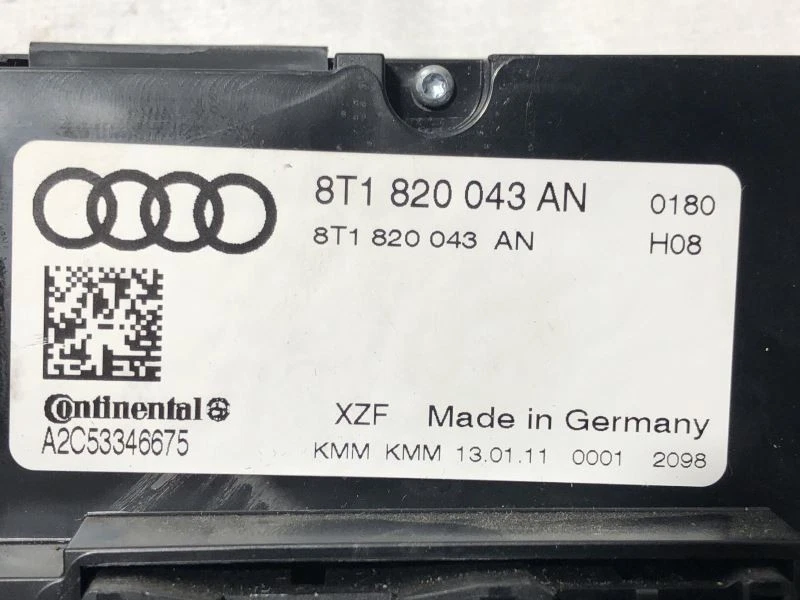 8T1 820 043 AN 0180
8T1 820 043 AN H08
Continental
A2C53346675
XZF Made in Germany
KMM KMM 13.01.11 0001 2098